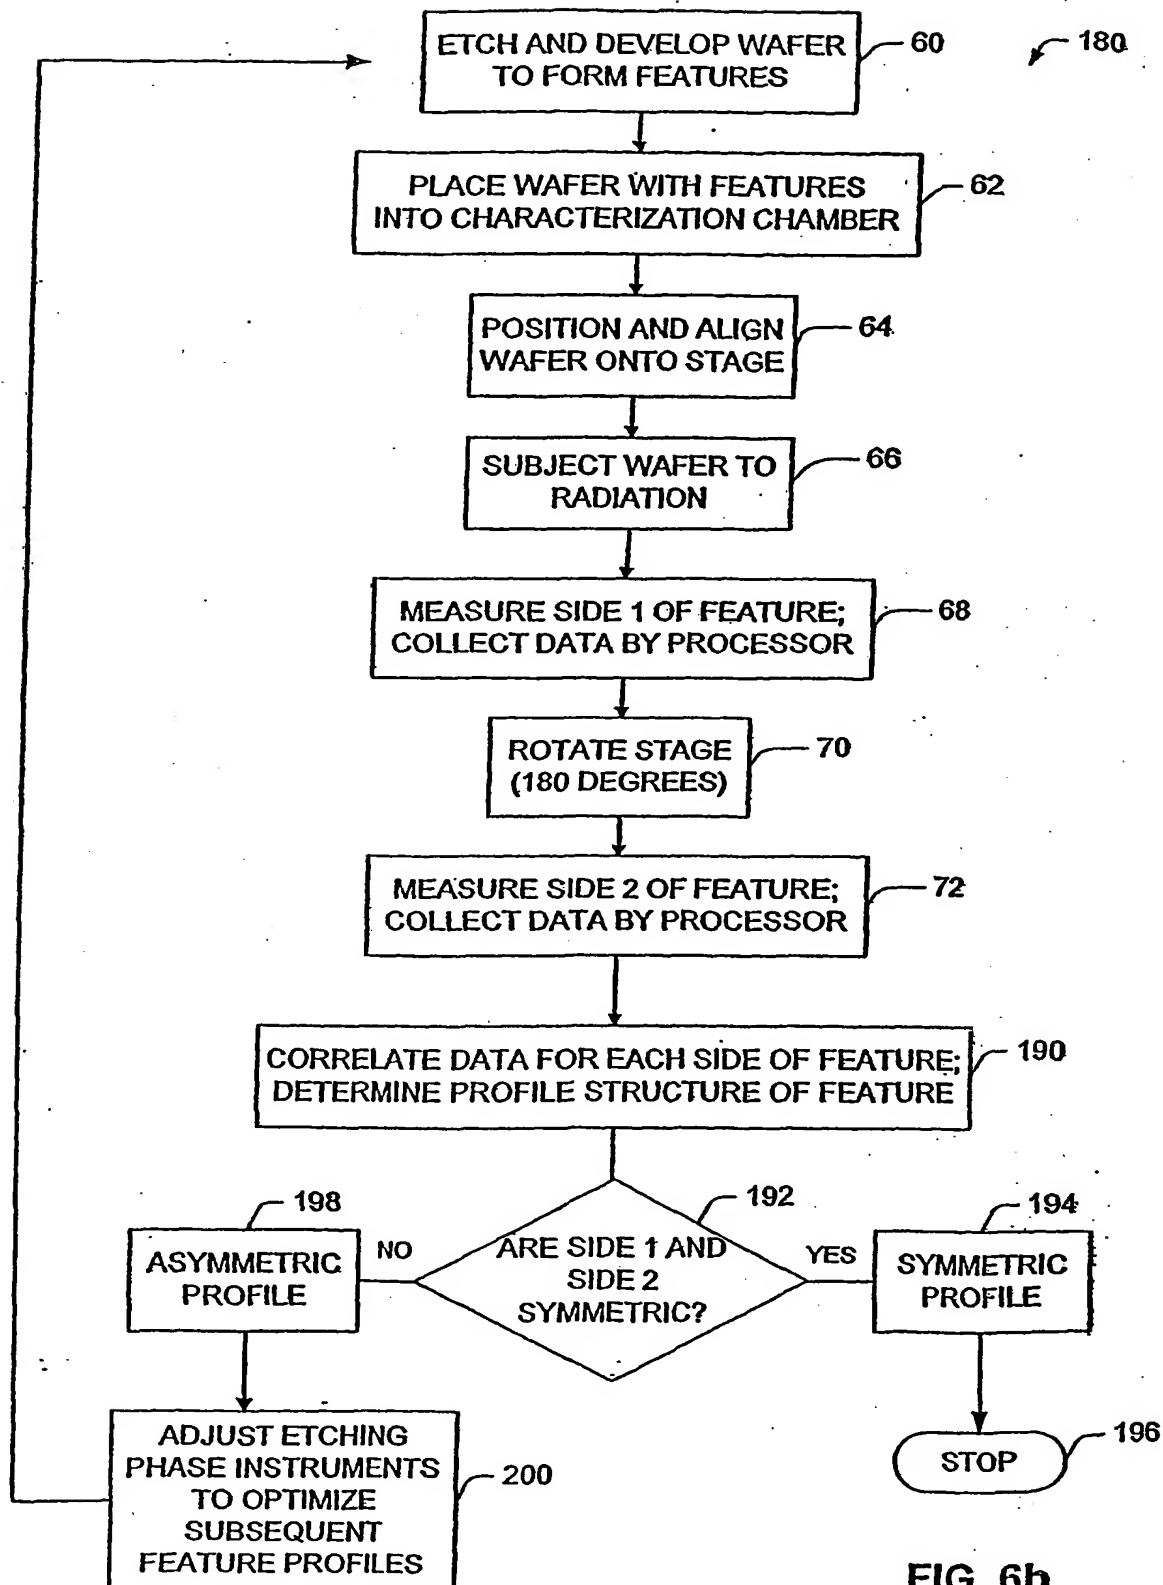 ETCH AND DEVELOP WAFER
TO FORM FEATURES
60
180
PLACE WAFER WITH FEATURES
INTO CHARACTERIZATION CHAMBER
62
POSITION AND ALIGN
WAFER ONTO STAGE
64
SUBJECT WAFER TO
RADIATION
66
MEASURE SIDE 1 OF FEATURE;
COLLECT DATA BY PROCESSOR
68
ROTATE STAGE
(180 DEGREES)
70
MEASURE SIDE 2 OF FEATURE;
COLLECT DATA BY PROCESSOR
72
CORRELATE DATA FOR EACH SIDE OF FEATURE;
DETERMINE PROFILE STRUCTURE OF FEATURE
190
ARE SIDE 1 AND
SIDE 2
SYMMETRIC?
192
NO
YES
198
ASYMMETRIC
PROFILE
194
SYMMETRIC
PROFILE
ADJUST ETCHING
PHASE INSTRUMENTS
TO OPTIMIZE
SUBSEQUENT
FEATURE PROFILES
200
STOP
196
FIG. 6b